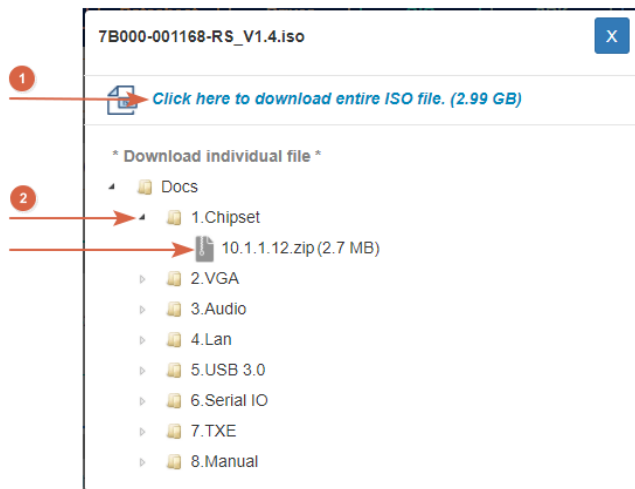 7B000-001168-RS_V1.4.iso
X
1
Click here to download entire ISO file. (2.99 GB)
* Download individual file *
Docs
2
1.Chipset
10.1.1.12.zip (2.7 MB)
2.VGA
3.Audio
4.Lan
5.USB 3.0
6.Serial IO
7.TXE
8.Manual